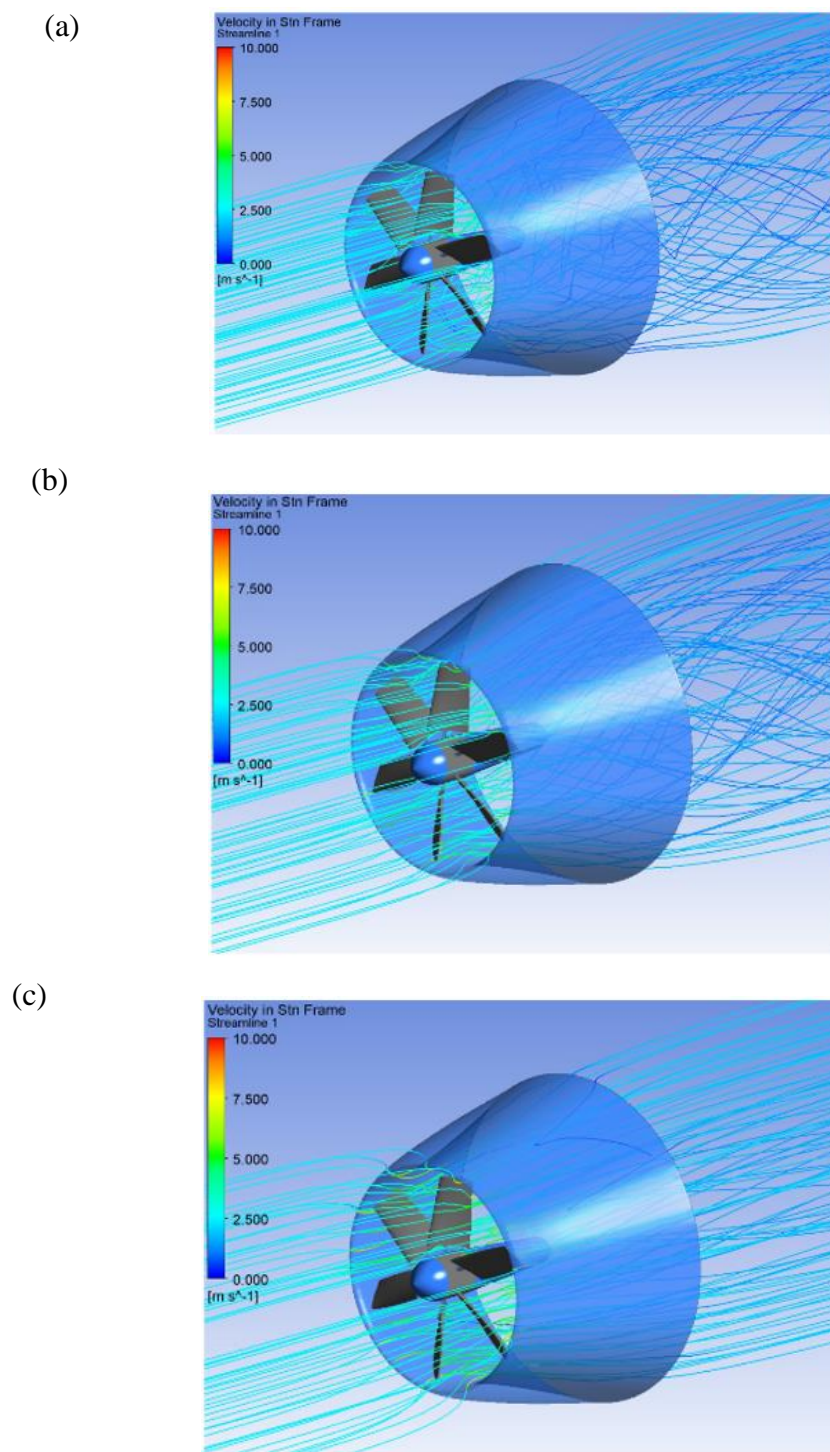 (a)
Velocity in Stn Frame
Streamline 1
10.000
7.500
5.000
2.500
0.000
[m s^-1]
(b)
Velocity in Stn Frame
Streamline 1
10.000
7.500
5.000
2.500
0.000
[m s^-1]
(c)
Velocity in Stn Frame
Streamline 1
10.000
7.500
5.000
2.500
0.000
[m s^-1]